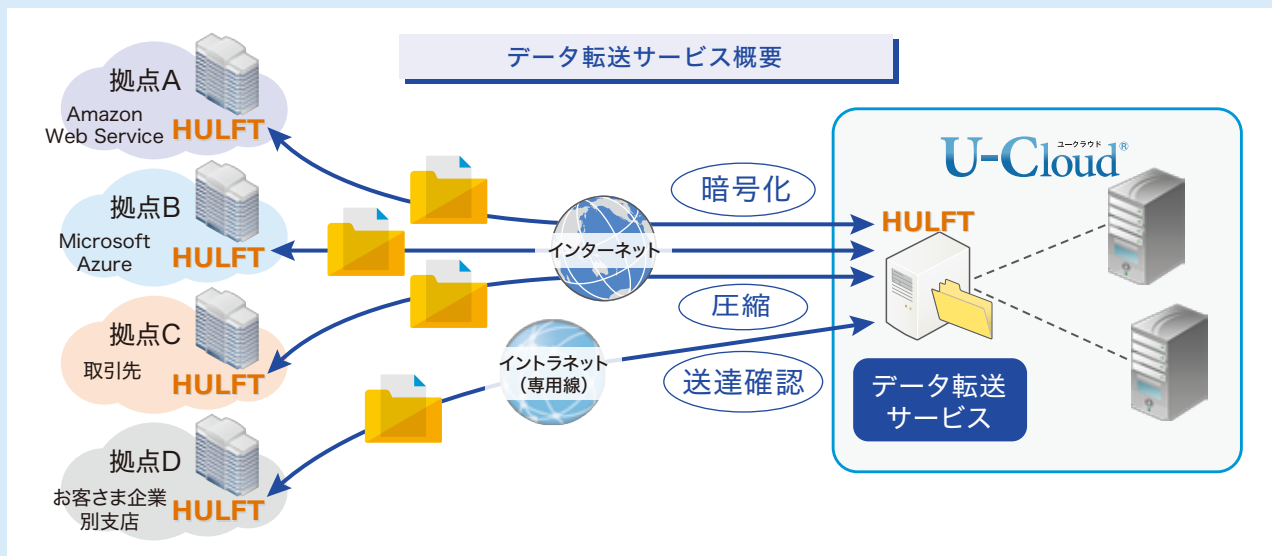 データ転送サービス概要
拠点A
Amazon
Web Service
HULFT
拠点B
Microsoft
Azure
HULFT
拠点C
取引先
HULFT
拠点D
お客さま企業
別支店
HULFT
インターネット
イントラネット
（専用線）
暗号化
圧縮
送達確認
ユークラウド
U-Cloud®
HULFT
データ転送
サービス